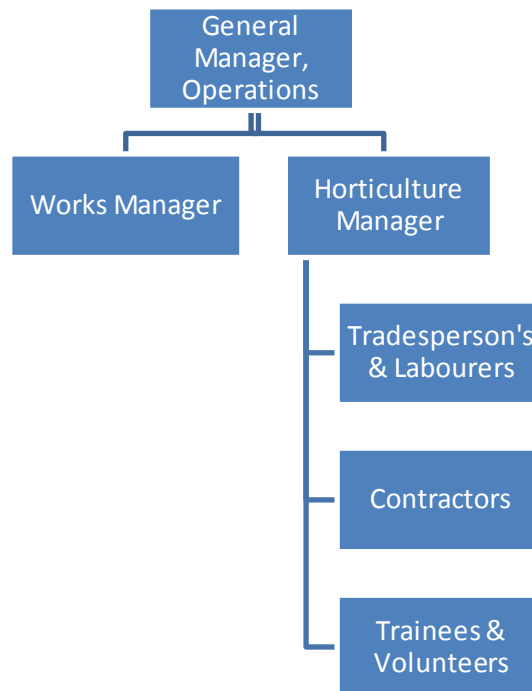 General
Manager,
Operations
Works Manager
Horticulture
Manager
Tradesperson's
& Labourers
Contractors
Trainees &
Volunteers